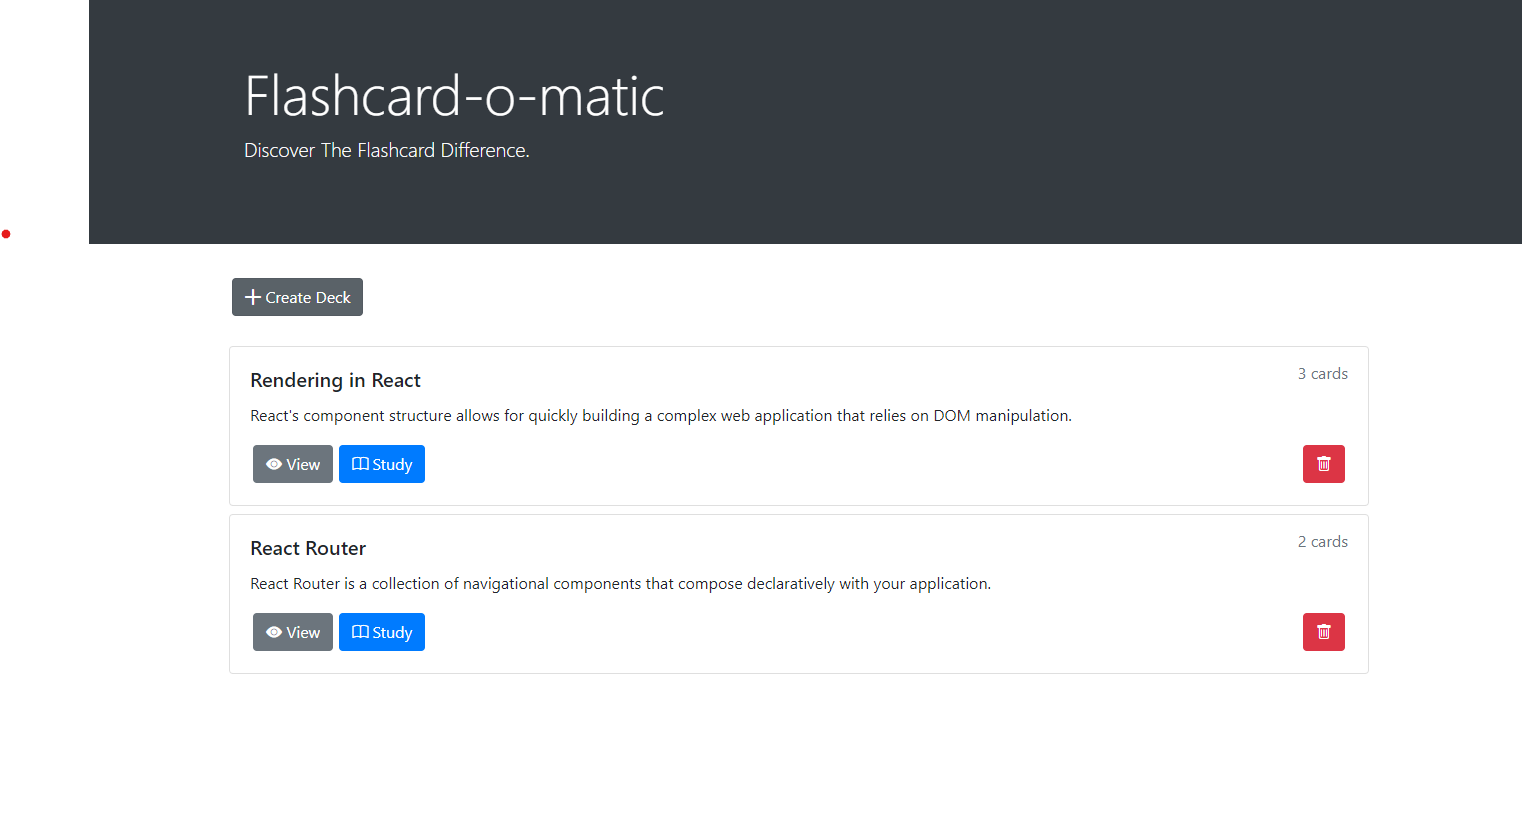 Flashcard-o-matic
Discover The Flashcard Difference.
Create Deck
Rendering in React
3 cards
React's component structure allows for quickly building a complex web application that relies on DOM manipulation.
View Study
React Router
2 cards
React Router is a collection of navigational components that compose declaratively with your application.
View Study